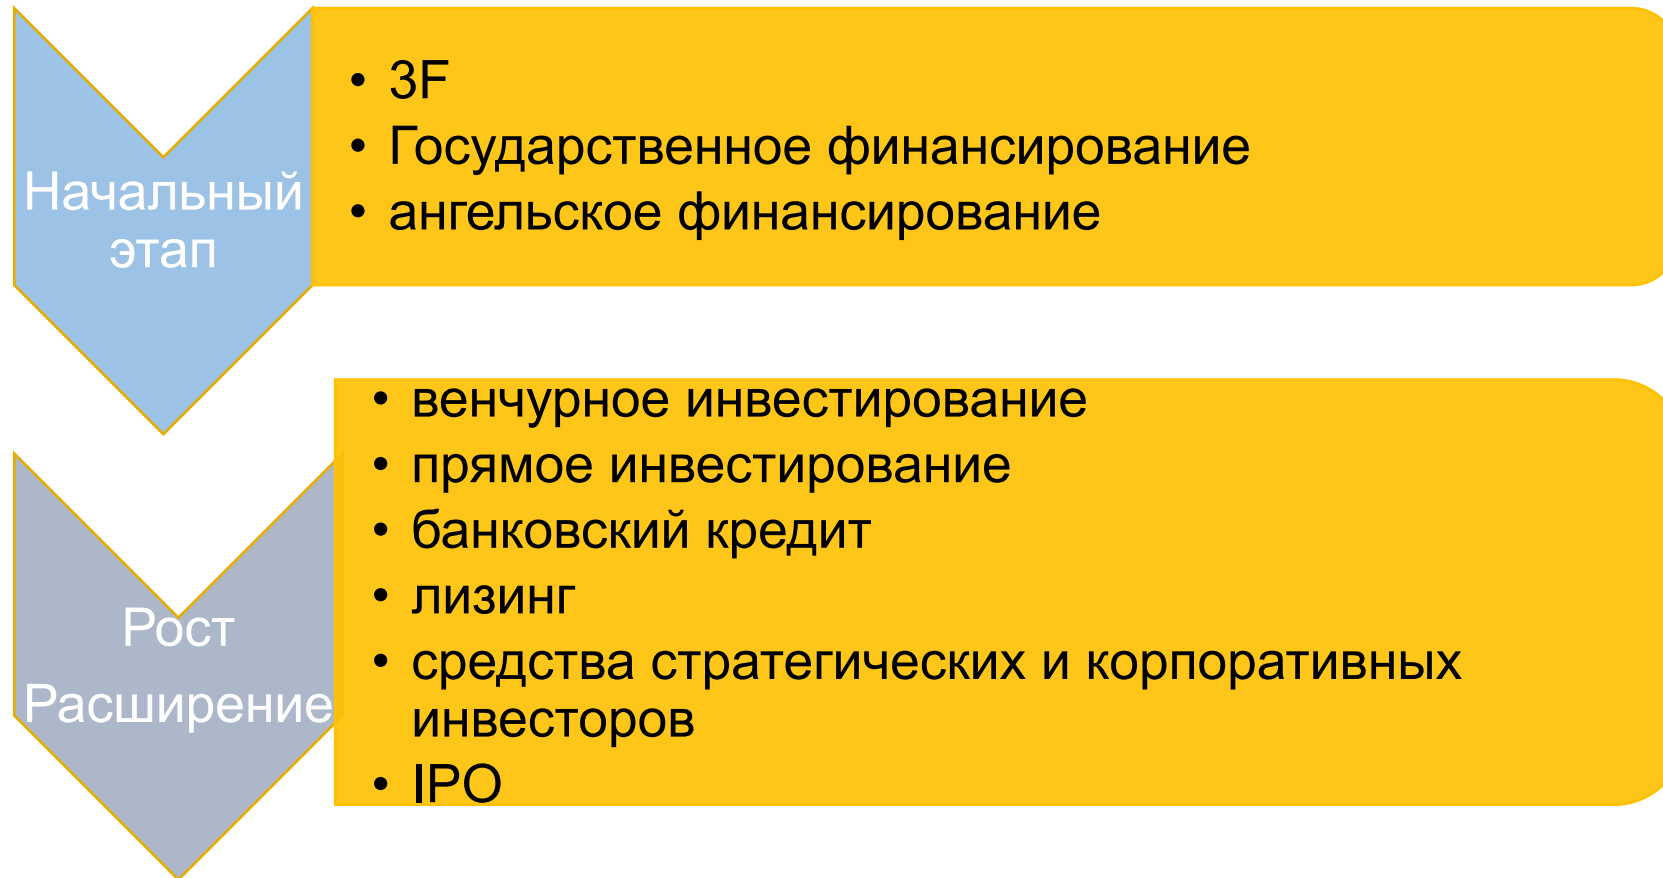 Начальный
этап
• 3F
• Государственное финансирование
• ангельское финансирование
Рост
Расширение
• венчурное инвестирование
• прямое инвестирование
• банковский кредит
• лизинг
• средства стратегических и корпоративных
инвесторов
• IPO